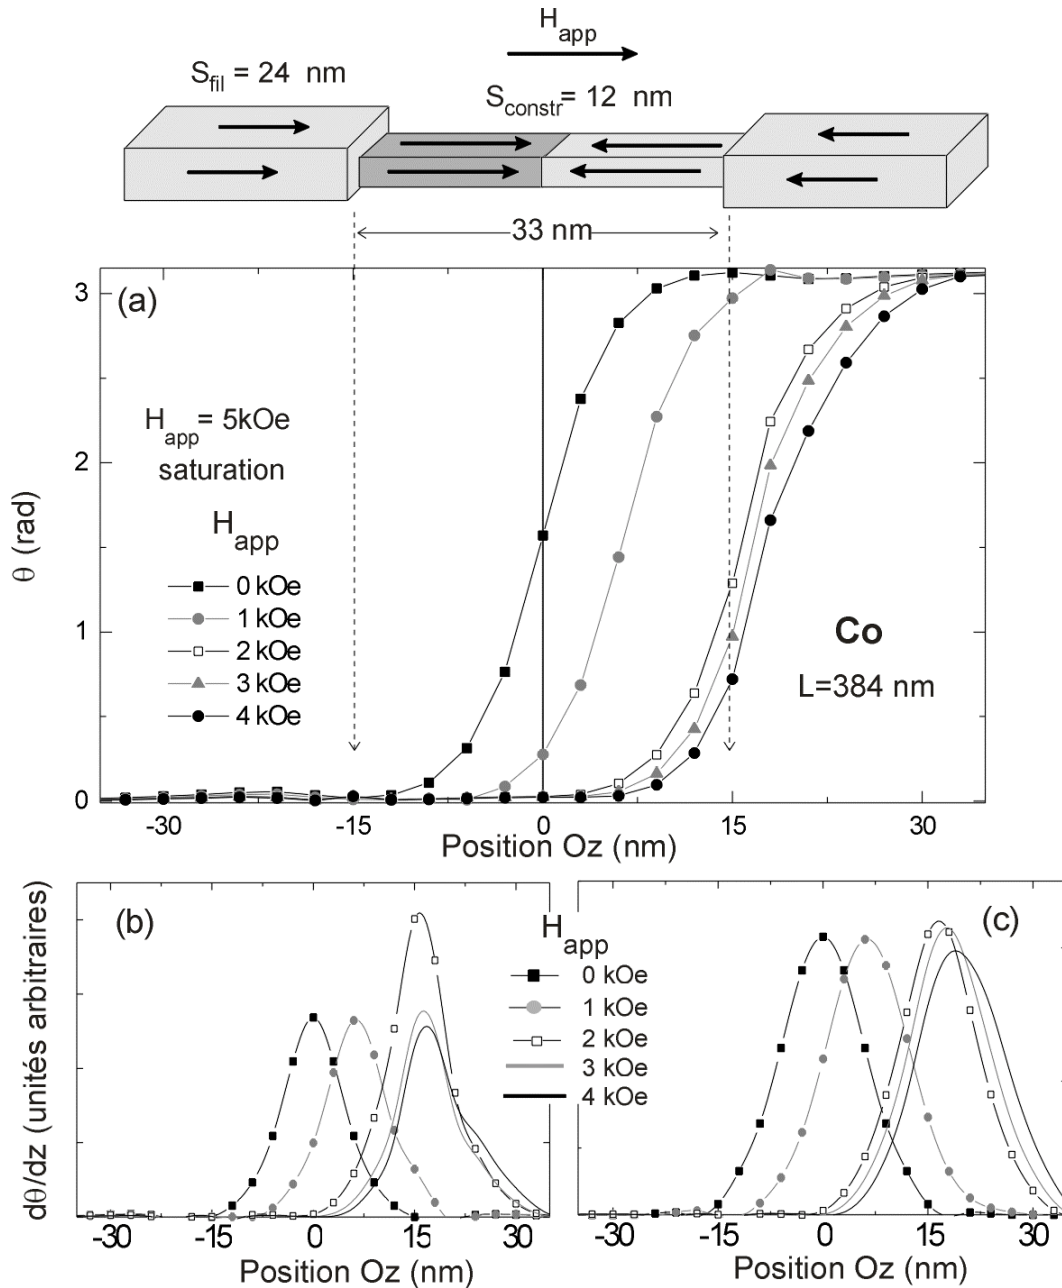 H_app
S_fil = 24 nm
S_constr = 12 nm
33 nm
(a)
3
2
1
0
θ (rad)
H_app = 5kOe
saturation
H_app
0 kOe
1 kOe
2 kOe
3 kOe
4 kOe
Co
L=384 nm
-30 -15 0 15 30
Position Oz (nm)
(b)
dθ/dz (unités arbitraires)
-30 -15 0 15 30
Position Oz (nm)
H_app
0 kOe
1 kOe
2 kOe
3 kOe
4 kOe
(c)
-30 -15 0 15 30
Position Oz (nm)